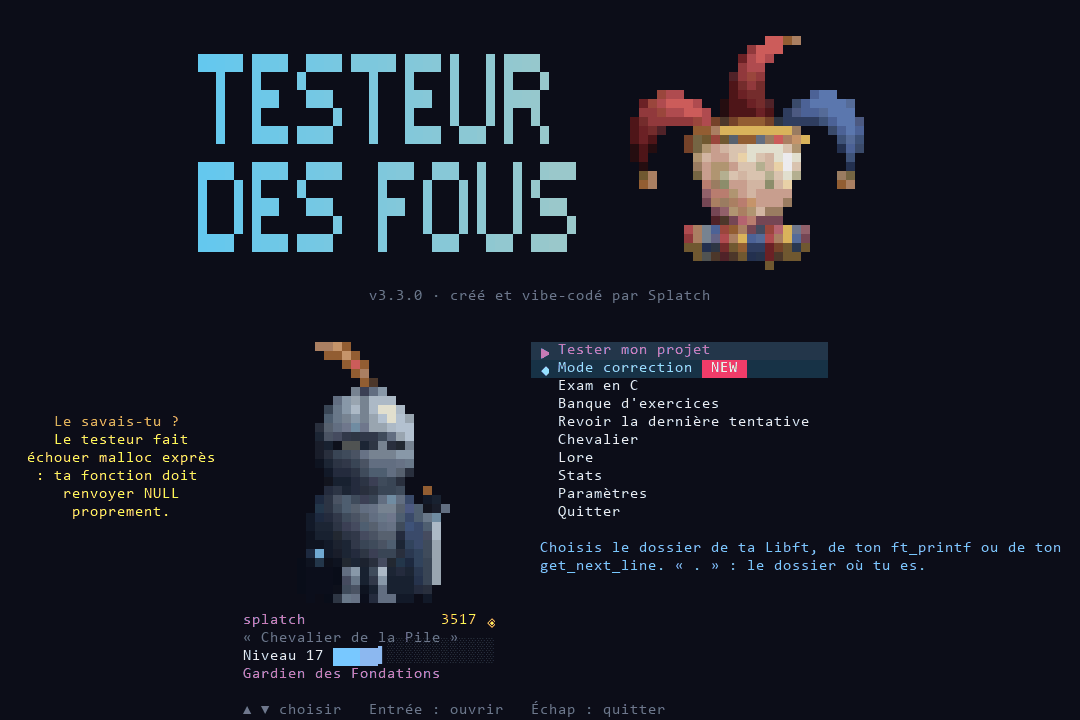 TESTEUR
DES FOUS
v3.3.0 · créé et vibe-codé par Splatch
Le savais-tu ?
Le testeur fait
échouer malloc exprès
: ta fonction doit
renvoyer NULL
proprement.
▶ Tester mon projet
◆ Mode correction NEW
Exam en C
Banque d'exercices
Revoir la dernière tentative
Chevalier
Lore
Stats
Paramètres
Quitter
Choisis le dossier de ta Libft, de ton ft_printf ou de ton
get_next_line. « . » : le dossier où tu es.
splatch 3517 ◈
« Chevalier de la Pile »
Niveau 17
Gardien des Fondations
▲ ▼ choisir Entrée : ouvrir Échap : quitter